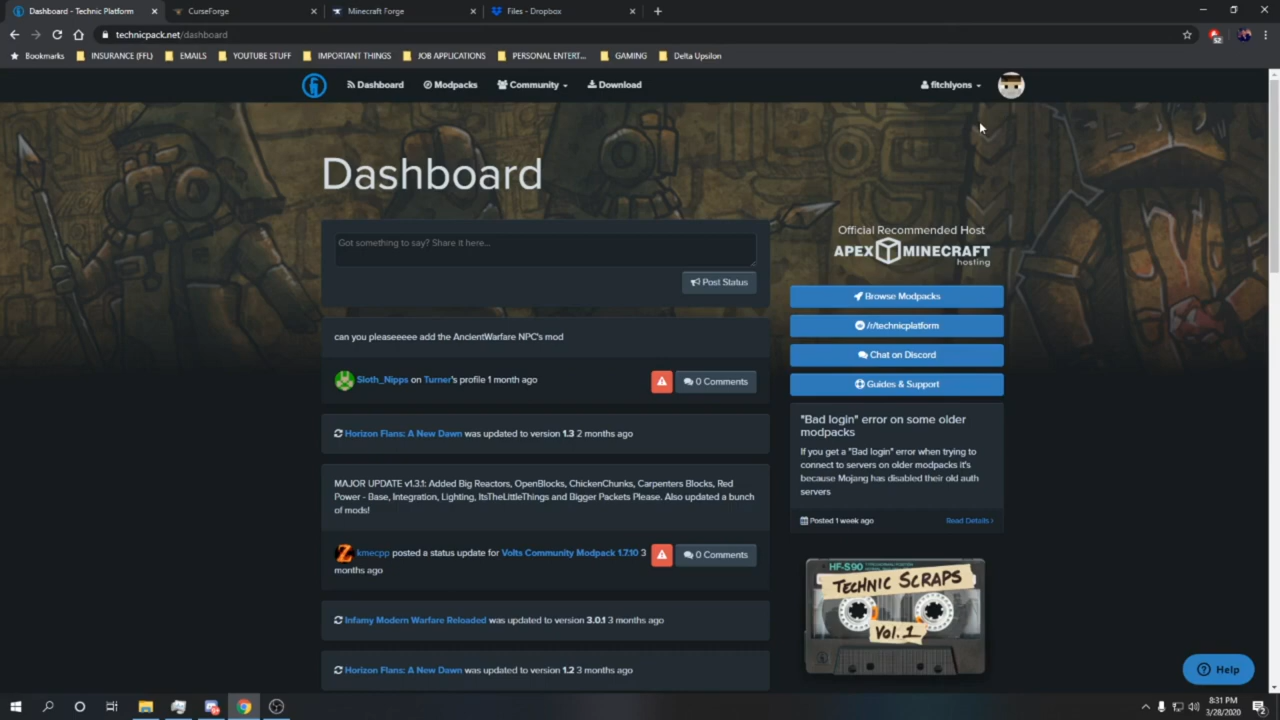 Dashboard - Technic Platform
CurseForge
Minecraft Forge
Files - Dropbox
technicpack.net/dashboard
52
Bookmarks
INSURANCE (FFL)
EMAILS
YOUTUBE STUFF
IMPORTANT THINGS
JOB APPLICATIONS
PERSONAL ENTERT...
GAMING
Delta Upsilon
Dashboard
Modpacks
Community
Download
fitchlyons
Dashboard
Got something to say? Share it here...
Post Status
can you pleaseeeee add the AncientWarfare NPC's mod
Sloth_Nipps on Turner's profile 1 month ago
0 Comments
Horizon Flans: A New Dawn was updated to version 1.3 2 months ago
MAJOR UPDATE v1.3.1: Added Big Reactors, OpenBlocks, ChickenChunks, Carpenters Blocks, Red
Power - Base, Integration, Lighting, ItsTheLittleThings and Bigger Packets Please. Also updated a bunch
of mods!
kmecpp posted a status update for Volts Community Modpack 1.7.10 3
months ago
0 Comments
Infamy Modern Warfare Reloaded was updated to version 3.0.1 3 months ago
Horizon Flans: A New Dawn was updated to version 1.2 3 months ago
Official Recommended Host
APEX MINECRAFT
hosting
Browse Modpacks
/r/technicplatform
Chat on Discord
Guides & Support
"Bad login" error on some older
modpacks
If you get a "Bad login" error when trying to
connect to servers on older modpacks it's
because Mojang has disabled their old auth
servers
Posted 1 week ago
Read Details
HF-S90
TECHNIC SCRAPS
Vol. 1
Help
8:31 PM
3/28/2020
2